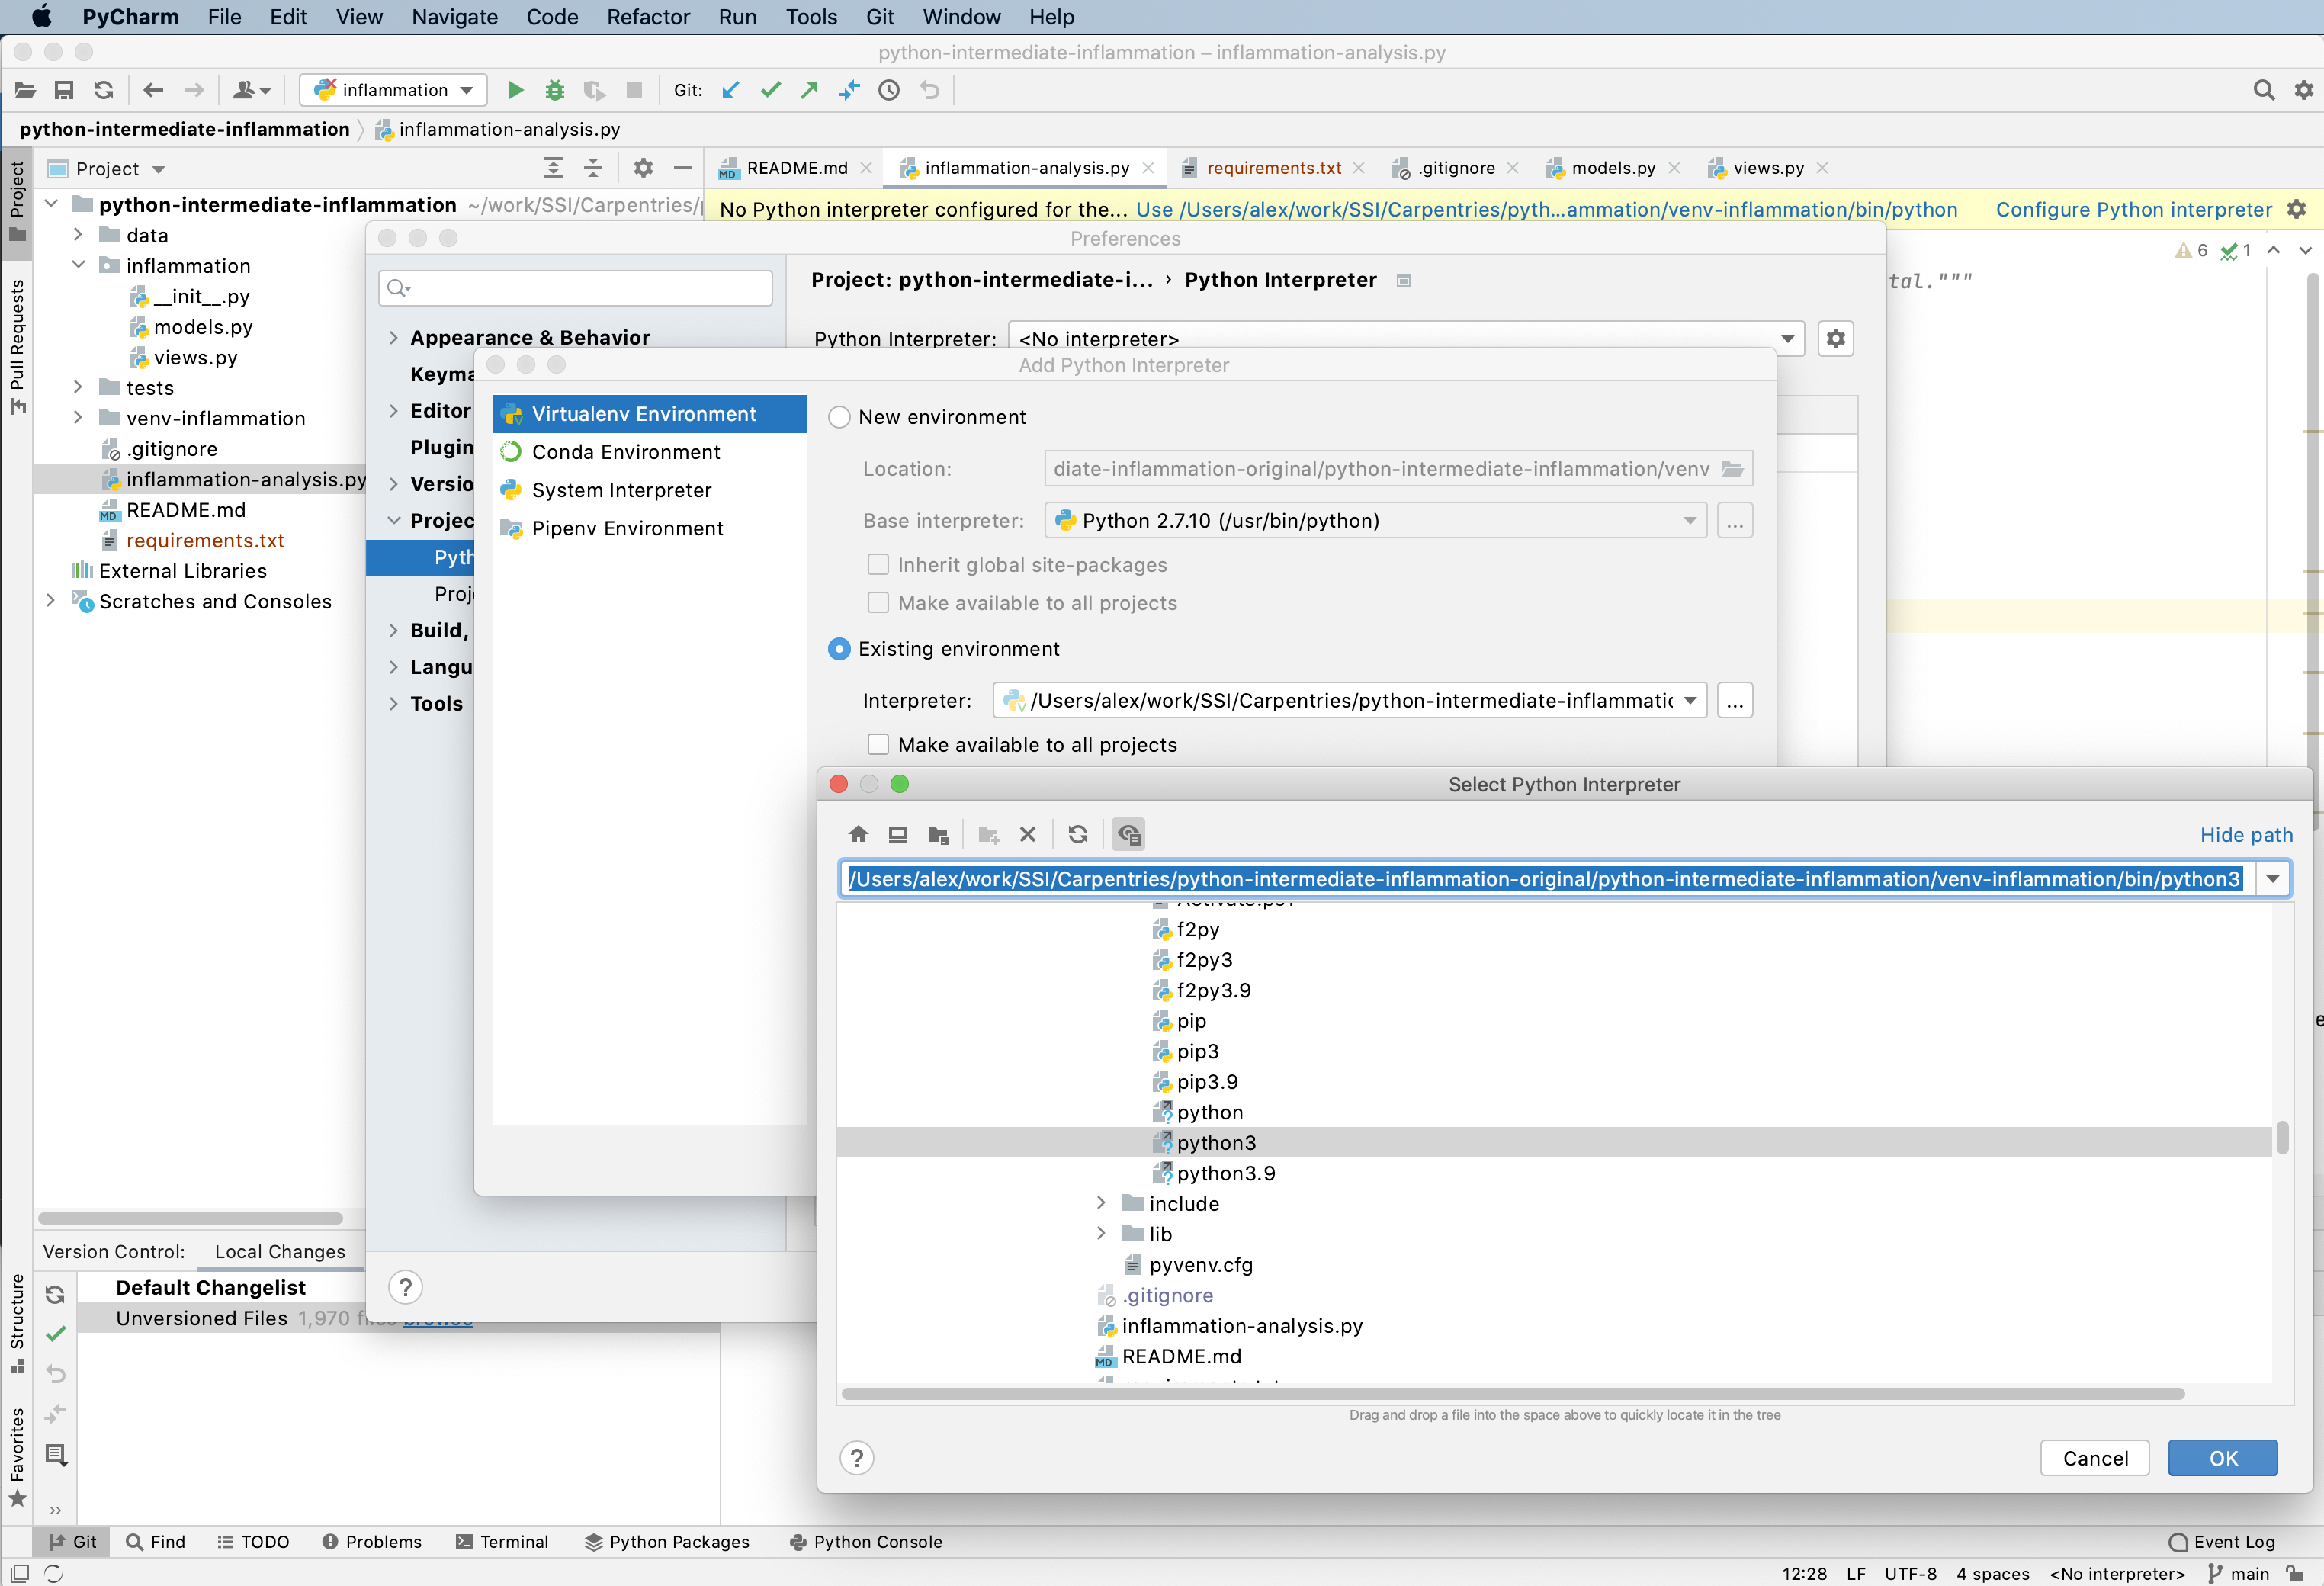 PyCharm File Edit View Navigate Code Refactor Run Tools Git Window Help
python-intermediate-inflammation – inflammation-analysis.py
inflammation Git:
python-intermediate-inflammation inflammation-analysis.py
Project
README.md inflammation-analysis.py requirements.txt .gitignore models.py views.py
No Python interpreter configured for the... Use /Users/alex/work/SSI/Carpentries/pyth...ammation/venv-inflammation/bin/python Configure Python interpreter
6 1
tal."""
Project
Pull Requests
Structure
Favorites
python-intermediate-inflammation ~/work/SSI/Carpentries/
data
inflammation
__init__.py
models.py
views.py
tests
venv-inflammation
.gitignore
inflammation-analysis.py
README.md
requirements.txt
External Libraries
Scratches and Consoles
Preferences
Project: python-intermediate-i... › Python Interpreter
Python Interpreter: <No interpreter>
Appearance & Behavior
Keyma
Editor
Plugin
Versio
Projec
Pyth
Proj
Build,
Langu
Tools
?
Add Python Interpreter
Virtualenv Environment
Conda Environment
System Interpreter
Pipenv Environment
New environment
Location: diate-inflammation-original/python-intermediate-inflammation/venv
Base interpreter: Python 2.7.10 (/usr/bin/python) ...
Inherit global site-packages
Make available to all projects
Existing environment
Interpreter: /Users/alex/work/SSI/Carpentries/python-intermediate-inflammatic ...
Make available to all projects
Select Python Interpreter
Hide path
/Users/alex/work/SSI/Carpentries/python-intermediate-inflammation-original/python-intermediate-inflammation/venv-inflammation/bin/python3
f2py
f2py3
f2py3.9
pip
pip3
pip3.9
python
python3
python3.9
include
lib
pyvenv.cfg
.gitignore
inflammation-analysis.py
README.md
Drag and drop a file into the space above to quickly locate it in the tree
? Cancel OK
Version Control: Local Changes
Default Changelist
Unversioned Files 1,970 files browse
Git Find TODO Problems Terminal Python Packages Python Console Event Log
12:28 LF UTF-8 4 spaces <No interpreter> main